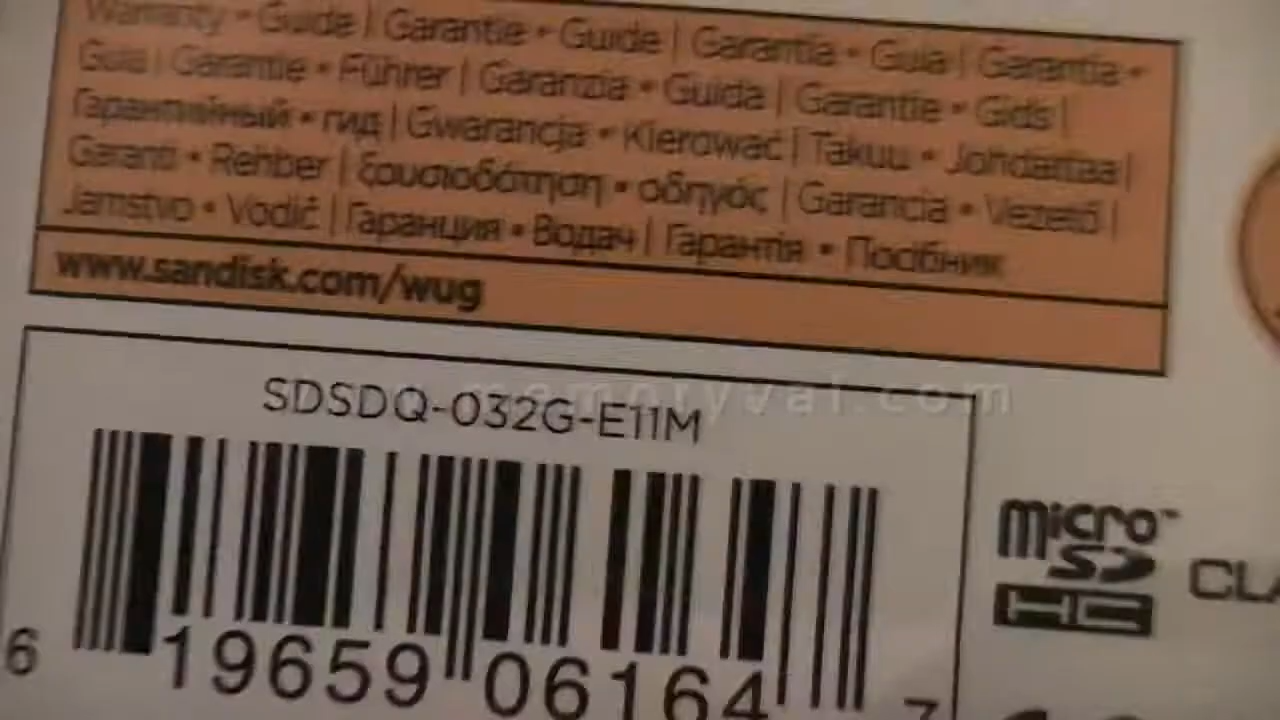 Warranty • Guide | Garantie • Guide | Garantía • Guía | Garantia •
Guia | Garantie • Führer | Garanzia • Guida | Garantie • Gids |
Гарантийный • гид | Gwarancja • Kierować | Takuu • Johdattaa |
Garanti • Rehber | ξουσιοδότηση • οδηγός | Garancia • Vezető |
Jamstvo • Vodič | Гаранция • Водач | Гарантія • Посібник
www.sandisk.com/wug
memoryval.com
SDSDQ-032G-E11M
micro™
SD
HC
CLA
6 19659 06164 7